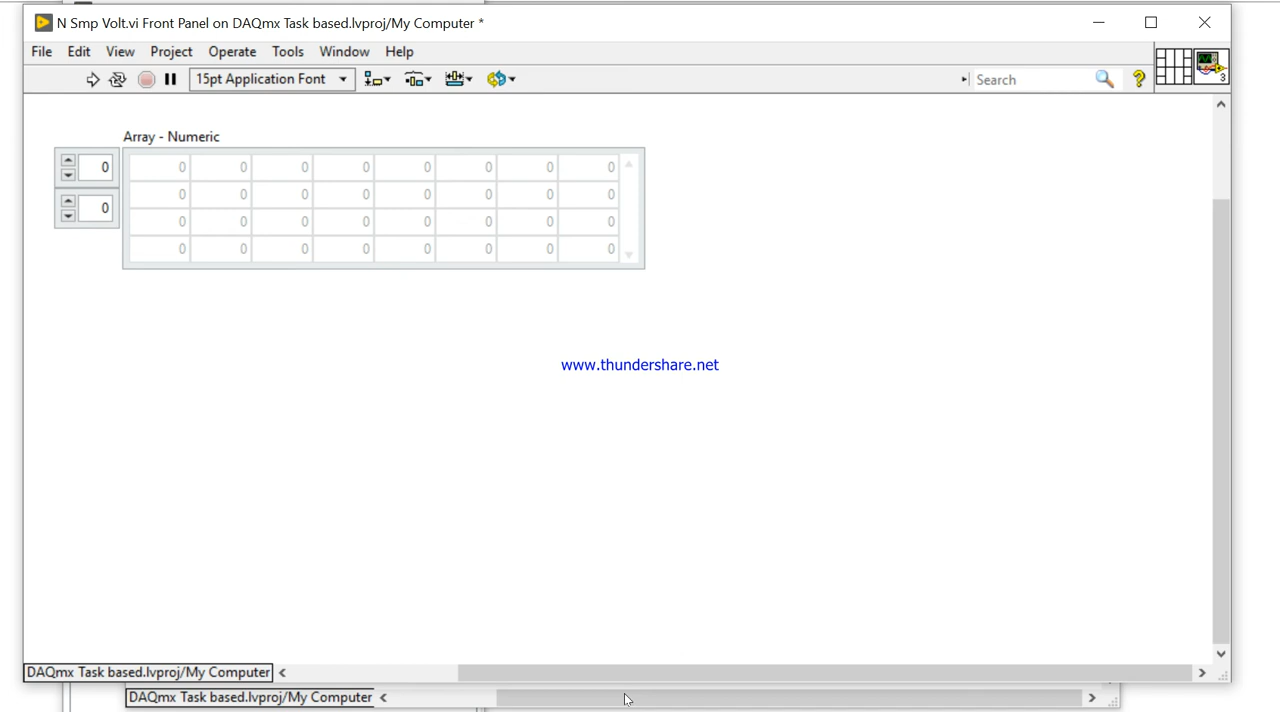 N Smp Volt.vi Front Panel on DAQmx Task based.lvproj/My Computer *
File Edit View Project Operate Tools Window Help
15pt Application Font Search ? 3
Array - Numeric
0 0 0 0 0 0 0 0 0
0 0 0 0 0 0 0 0
0
0 0 0 0 0 0 0 0
0 0 0 0 0 0 0 0
www.thundershare.net
DAQmx Task based.lvproj/My Computer
DAQmx Task based.lvproj/My Computer